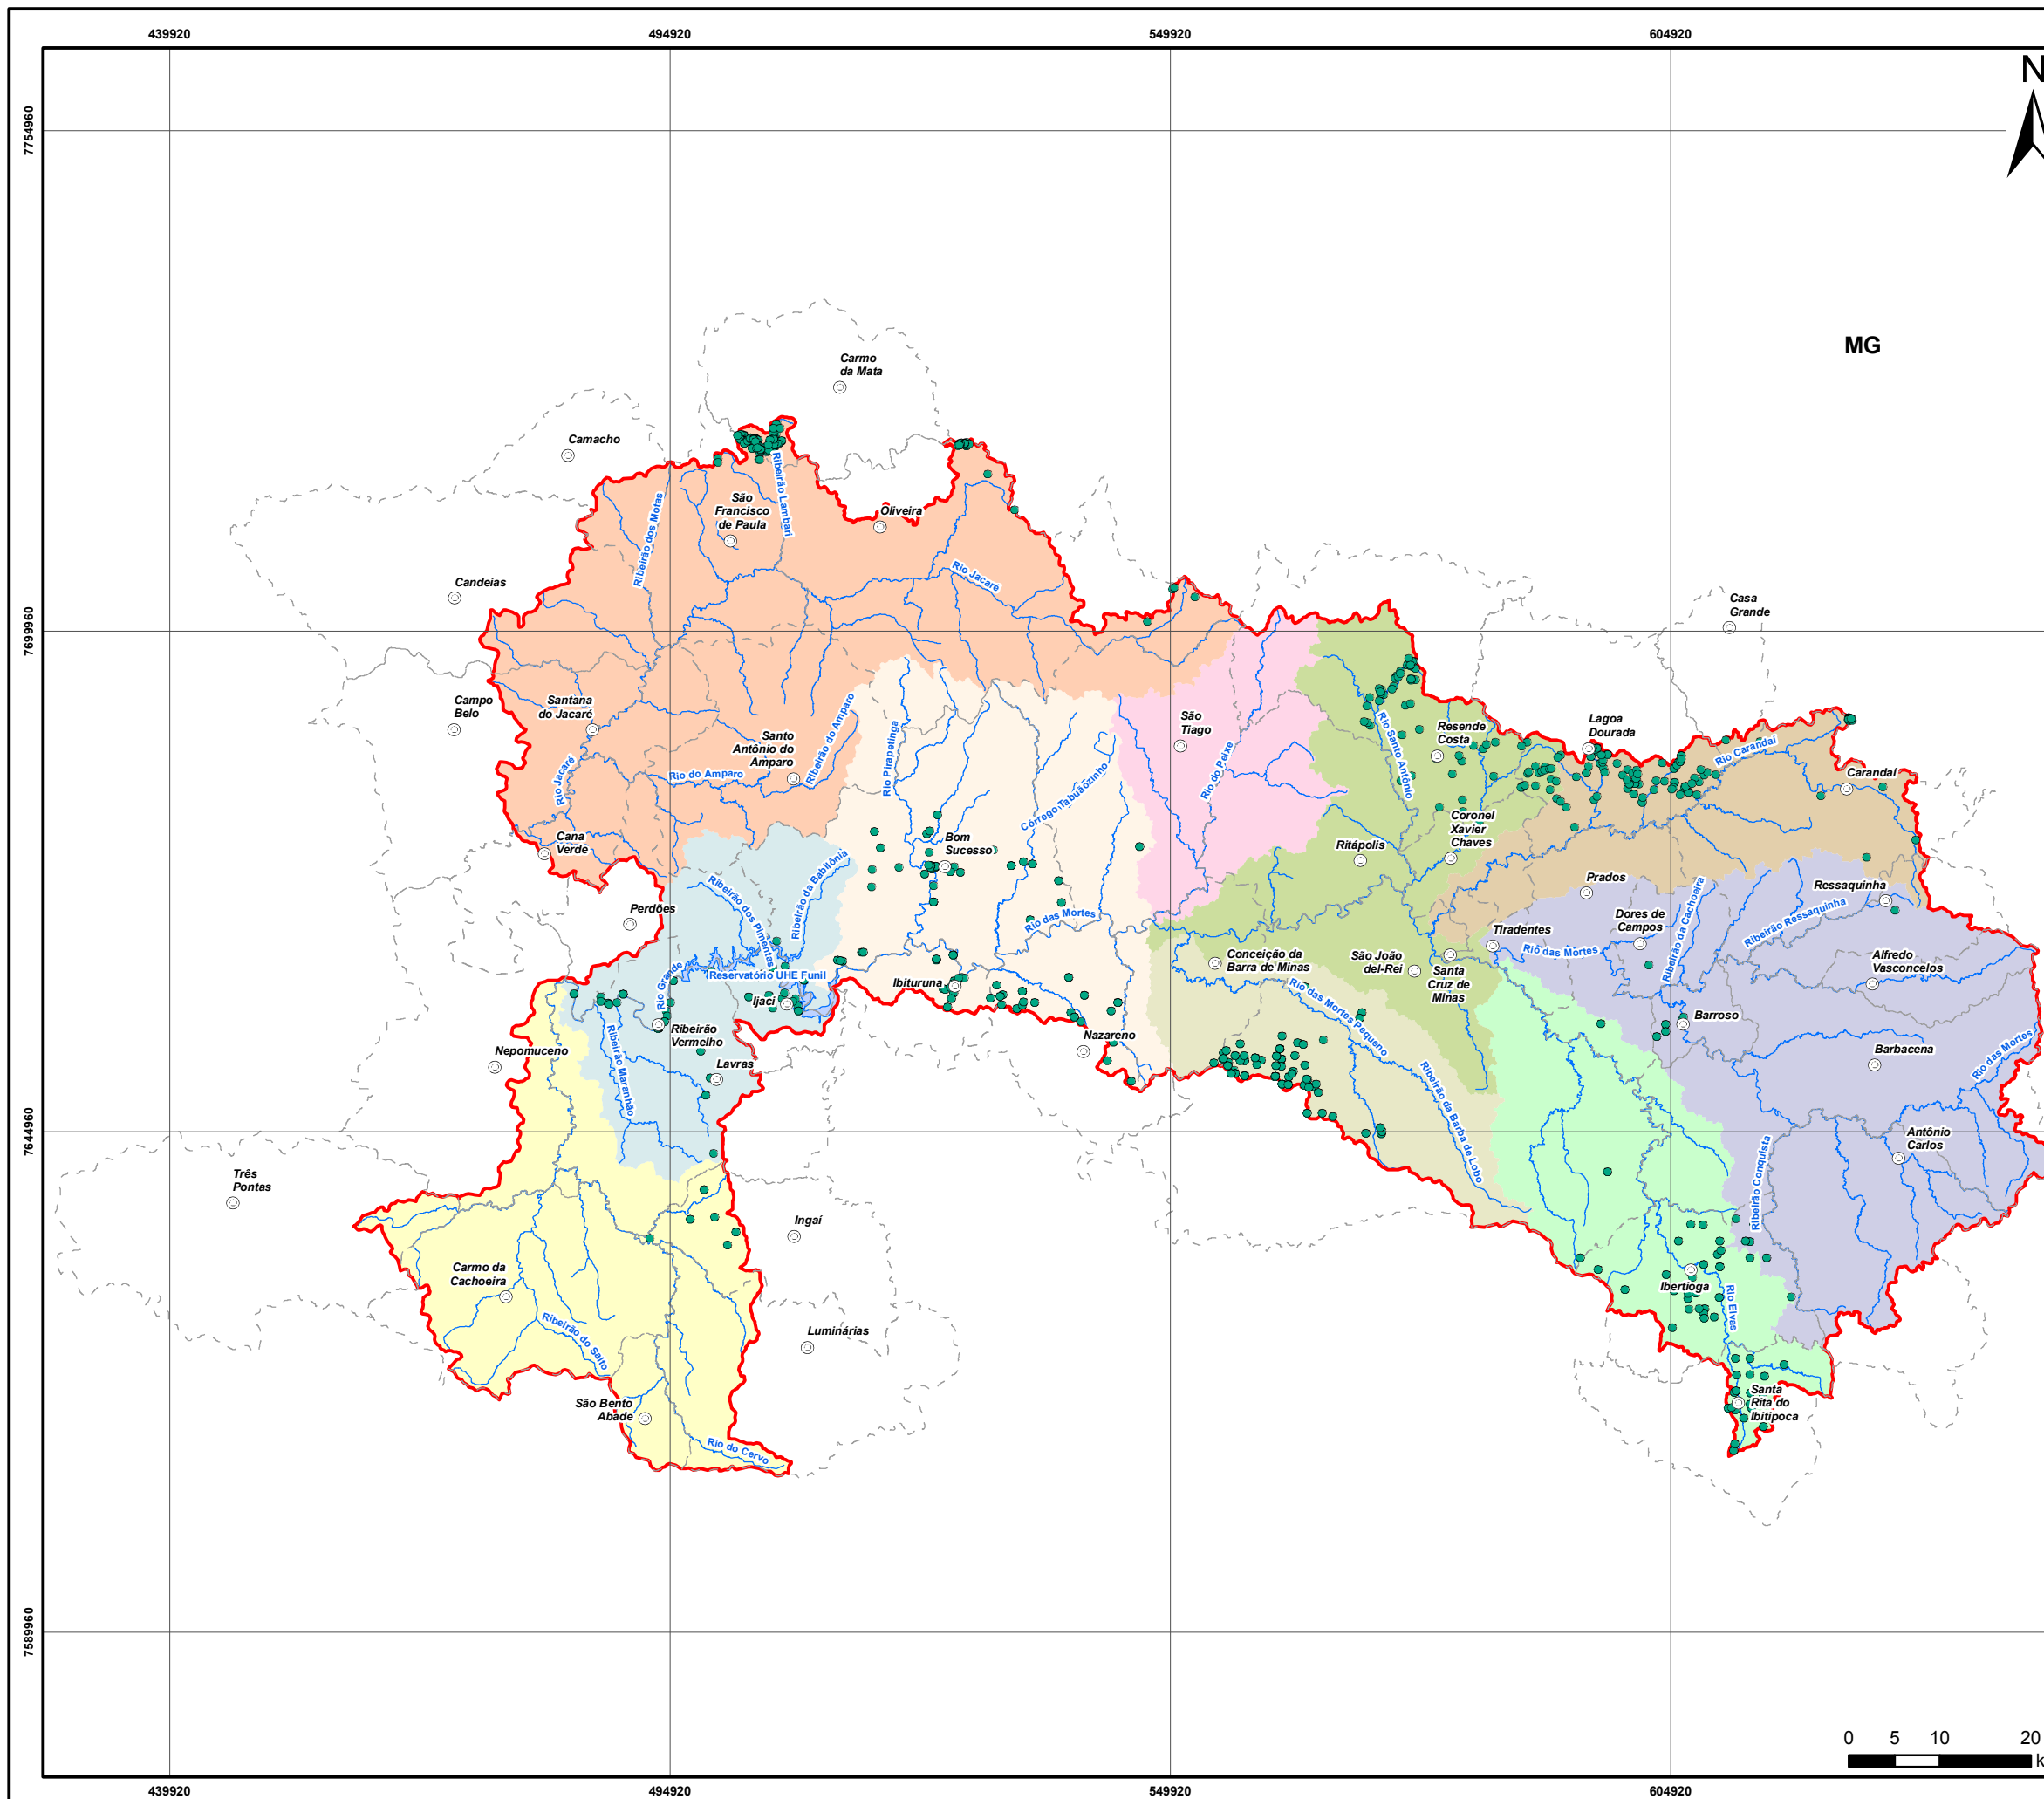 439920
494920
549920
604920
N
7754960
MG
Carmo
da Mata
Camacho
Ribeirão Lambari
São
Francisco
de Paula
Oliveira
Ribeirão dos Motas
Rio Jacaré
Candeias
Casa
Grande
7699960
Campo
Belo
Santana
do Jacaré
Santo
Antônio do
Amparo
Ribeirão do Amparo
Rio Pirapetinga
São
Tiago
Rio do Peixe
Rio Santo Antônio
Resende
Costa
Lagoa
Dourada
Rio Carandaí
Carandaí
Rio Jacaré
Rio do Amparo
Córrego Tabuãozinho
Coronel
Xavier
Chaves
Ritápolis
Cana
Verde
Bom
Sucesso
Ribeirão da Babilônia
Ribeirão dos Pimentas
Prados
Ressaquinha
Ribeirão da Cachoeira
Ribeirão Ressaquinha
Perdões
Rio das Mortes
Dores de
Campos
Tiradentes
Rio das Mortes
Conceição da
Barra de Minas
São João
del-Rei
Santa
Cruz de
Minas
Alfredo
Vasconcelos
Rio Grande
Reservatório UHE Funil
Ijaci
Ibituruna
Rio das Mortes Pequeno
Barroso
Ribeirão
Vermelho
Nazareno
Nepomuceno
Ribeirão Maranhão
Lavras
Ribeirão da Barba de Lobo
Barbacena
Rio das Mortes
7644960
Antônio
Carlos
Ribeirão Conquista
Três
Pontas
Ingaí
Carmo da
Cachoeira
Ibertioga
Rio Elvas
Ribeirão do Salto
Luminárias
São Bento
Abade
Santa
Rita do
Ibitipoca
Rio do Cervo
7589960
0 5 10 20
439920
494920
549920
604920